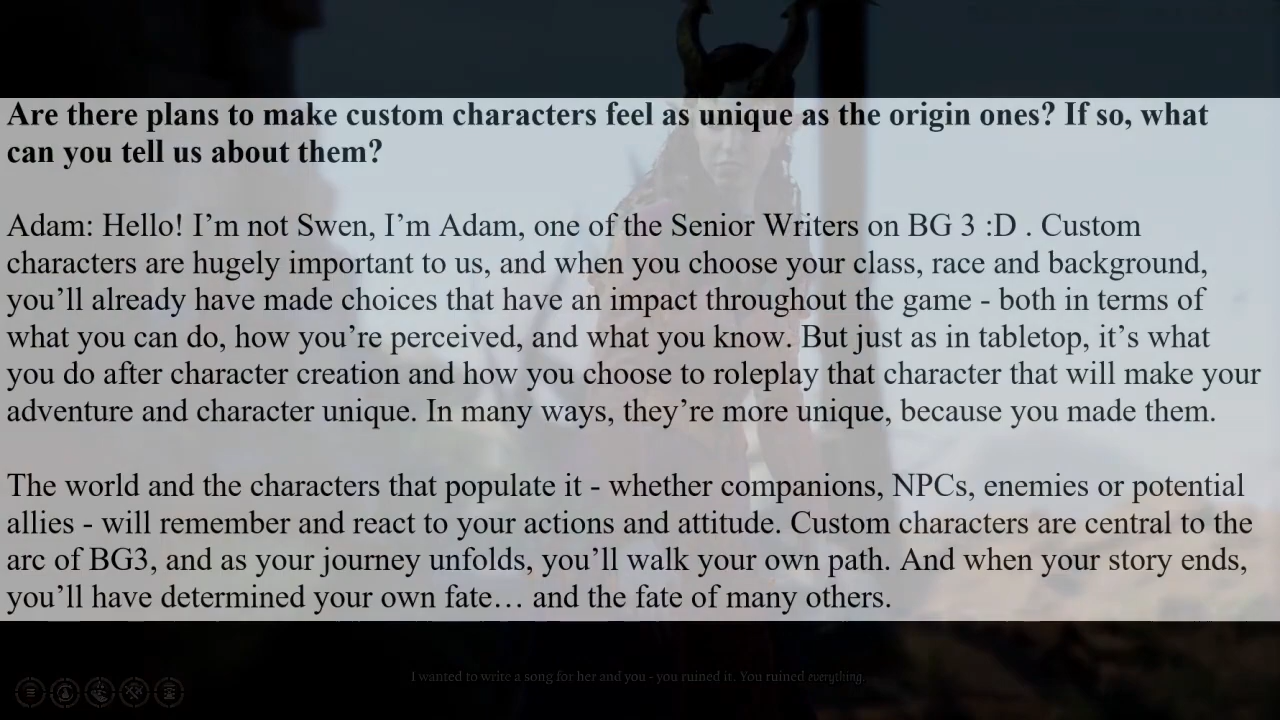 Are there plans to make custom characters feel as unique as the origin ones? If so, what
can you tell us about them?
Adam: Hello! I’m not Swen, I’m Adam, one of the Senior Writers on BG 3 :D . Custom
characters are hugely important to us, and when you choose your class, race and background,
you’ll already have made choices that have an impact throughout the game - both in terms of
what you can do, how you’re perceived, and what you know. But just as in tabletop, it’s what
you do after character creation and how you choose to roleplay that character that will make your
adventure and character unique. In many ways, they’re more unique, because you made them.
The world and the characters that populate it - whether companions, NPCs, enemies or potential
allies - will remember and react to your actions and attitude. Custom characters are central to the
arc of BG3, and as your journey unfolds, you’ll walk your own path. And when your story ends,
you’ll have determined your own fate… and the fate of many others.
I wanted to write a song for her and you - you ruined it. You ruined everything.